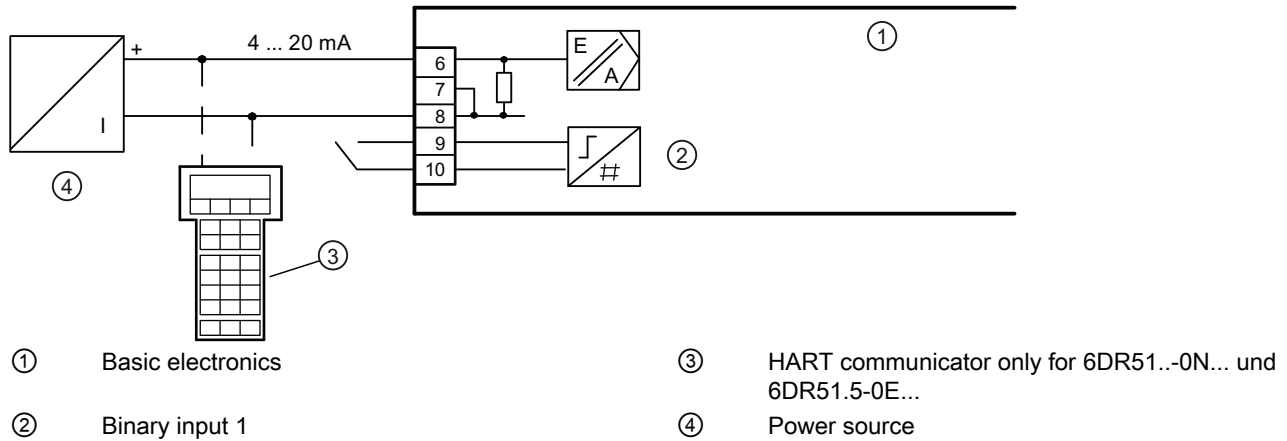 ①
4 ... 20 mA
+
E
A
6
7
8
I
9
10
②
#
④
③
① Basic electronics
③ HART communicator only for 6DR51..-0N... und
6DR51.5-0E...
② Binary input 1
④ Power source